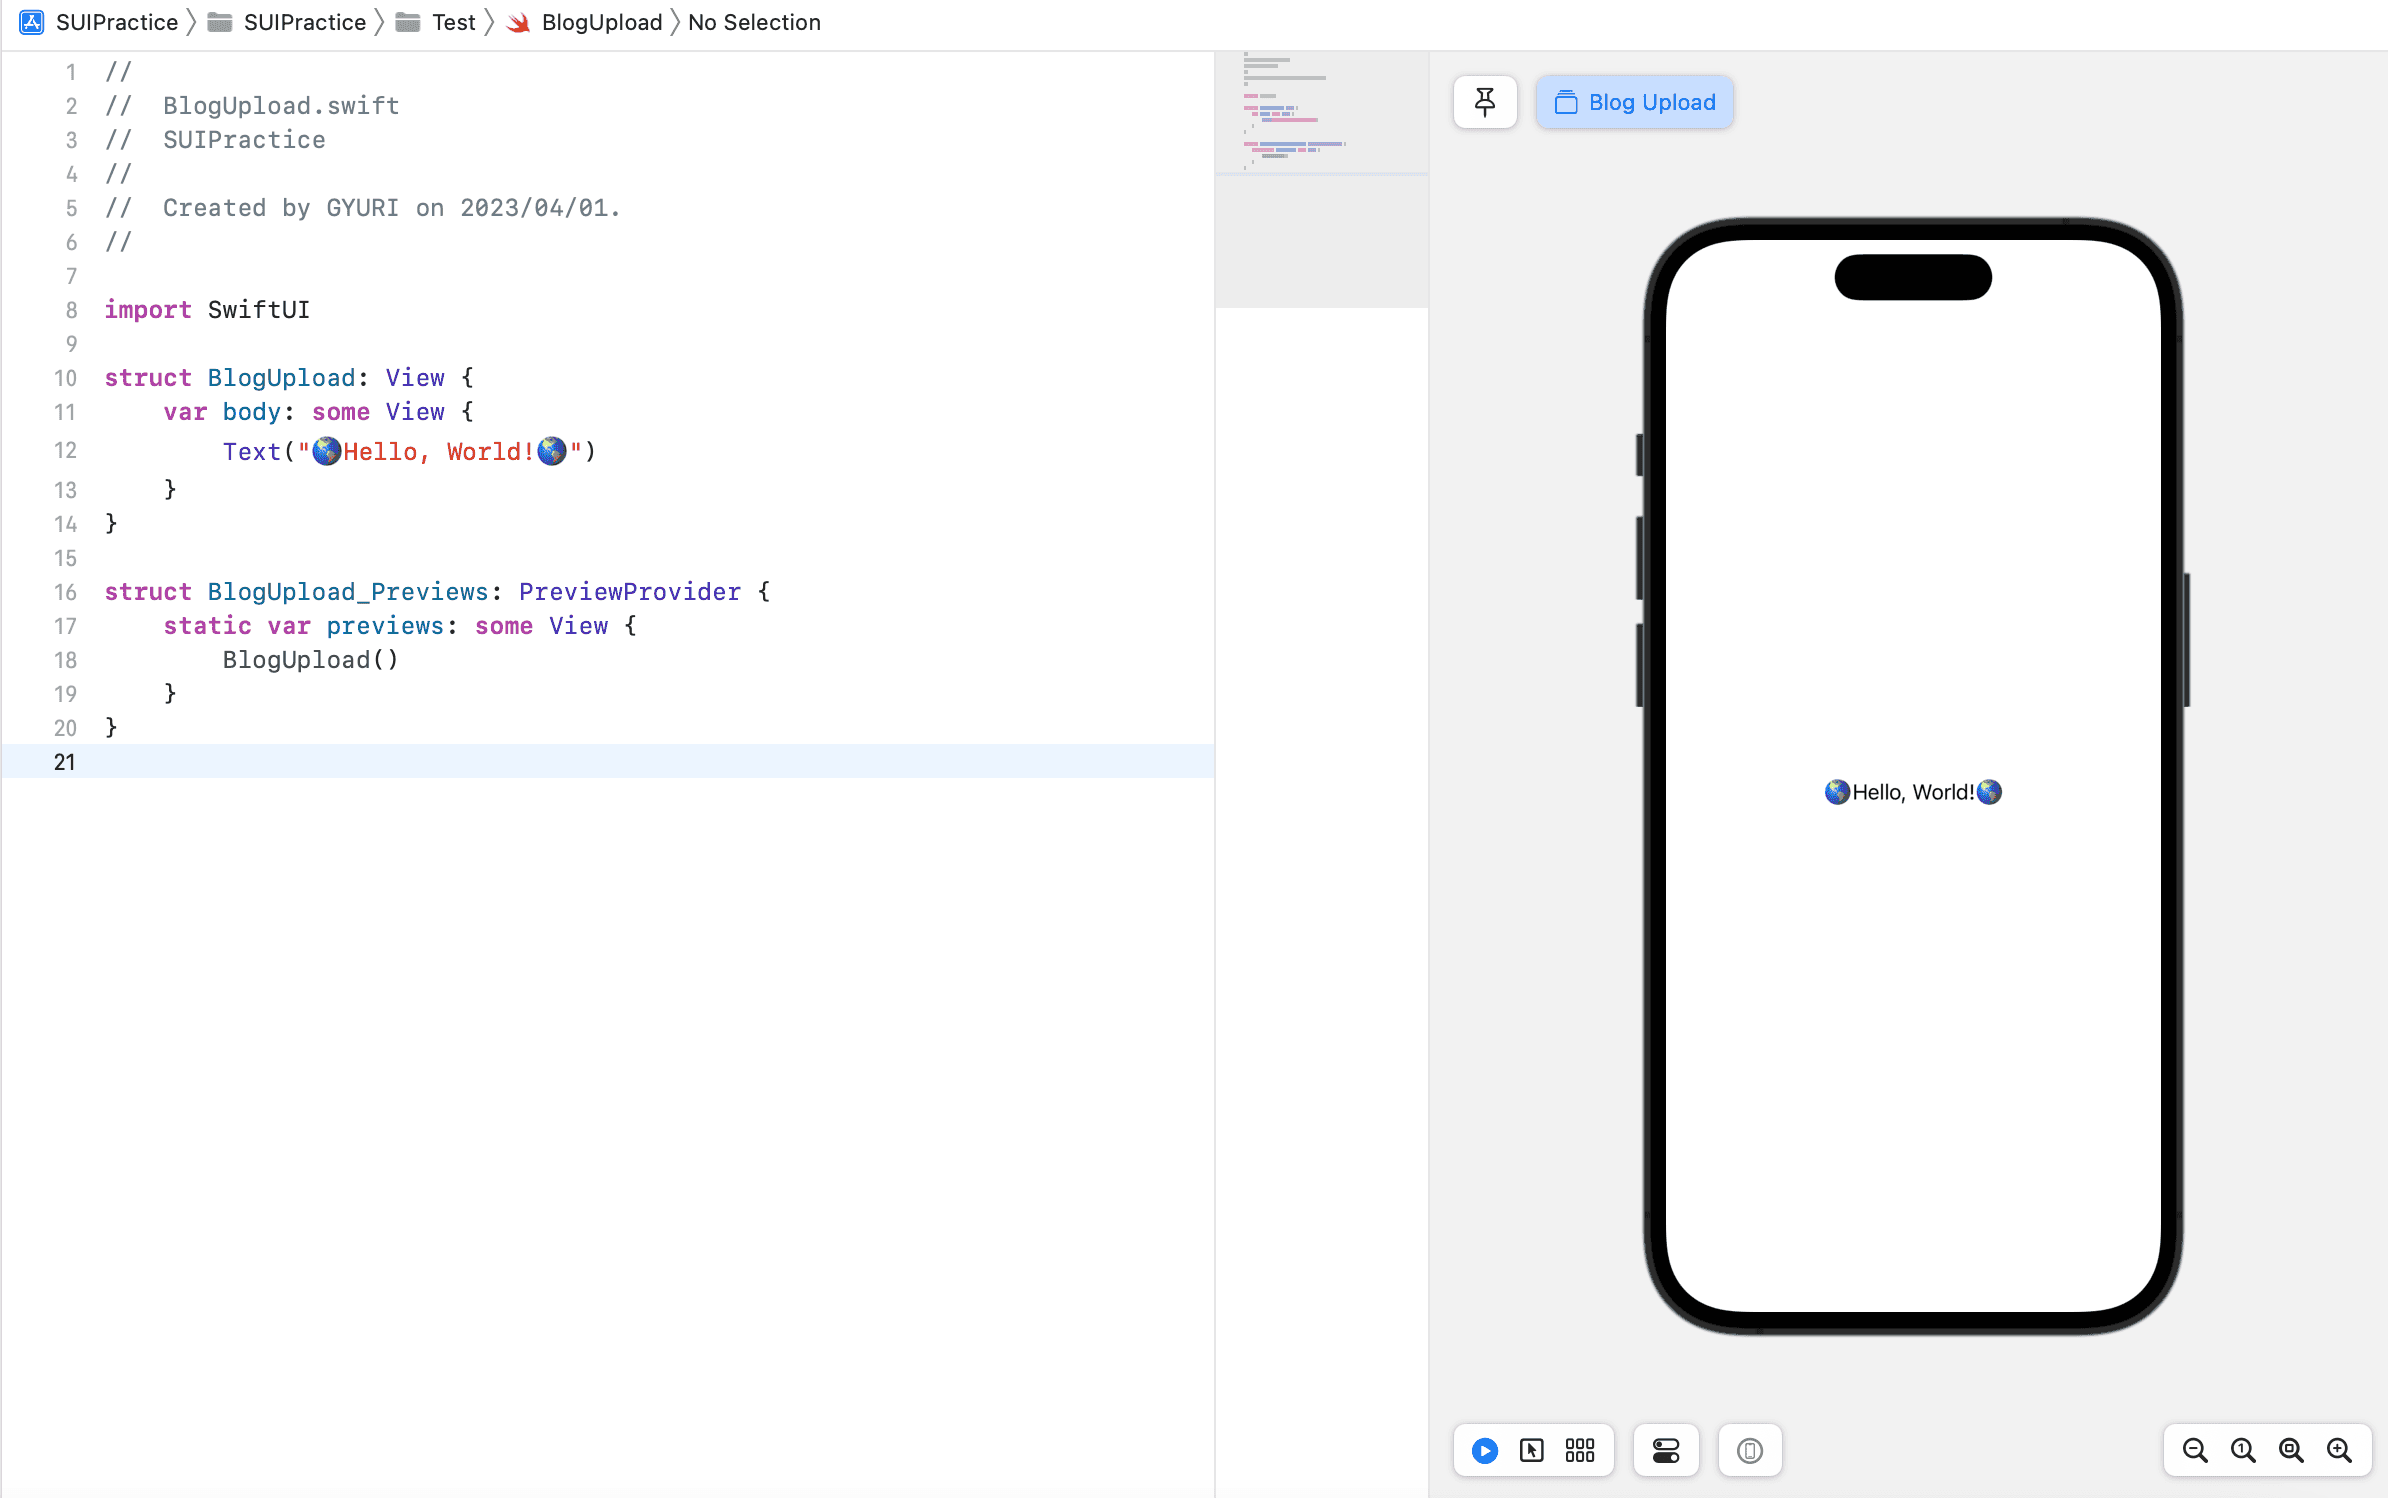 SUIPractice SUIPractice Test BlogUpload No Selection
1 //
2 //  BlogUpload.swift
3 //  SUIPractice
4 //
5 //  Created by GYURI on 2023/04/01.
6 //
7
8 import SwiftUI
9
10 struct BlogUpload: View {
11     var body: some View {
12         Text("🌎Hello, World!🌎")
13     }
14 }
15
16 struct BlogUpload_Previews: PreviewProvider {
17     static var previews: some View {
18         BlogUpload()
19     }
20 }
21
Blog Upload
🌎Hello, World!🌎